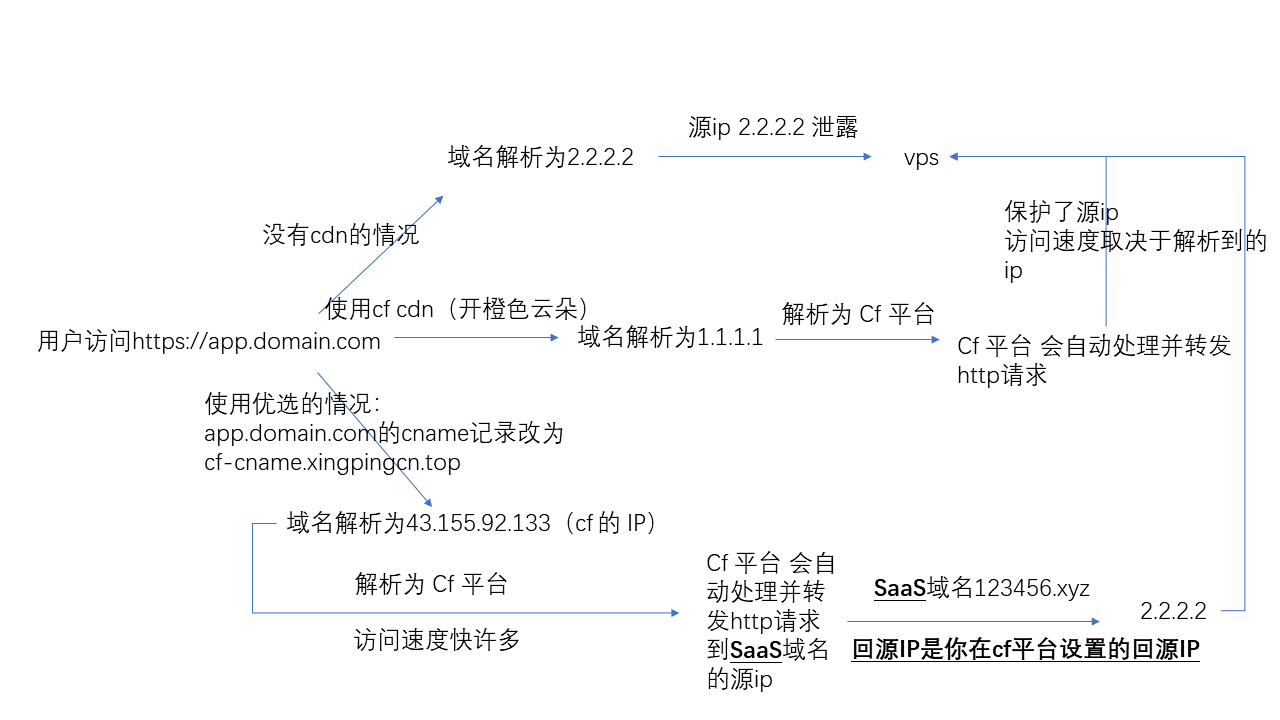 源ip 2.2.2.2 泄露
域名解析为2.2.2.2
vps
没有cdn的情况
保护了源ip
访问速度取决于解析到的
ip
使用cf cdn（开橙色云朵）
用户访问https://app.domain.com
域名解析为1.1.1.1
解析为 Cf 平台
Cf 平台 会自动处理并转发
http请求
使用优选的情况：
app.domain.com的cname记录改为
cf-cname.xingpingcn.top
域名解析为43.155.92.133（cf 的 IP）
解析为 Cf 平台
访问速度快许多
Cf 平台 会自
动处理并转
发http请求
到SaaS域名
的源ip
SaaS域名123456.xyz
回源IP是你在cf平台设置的回源IP
2.2.2.2